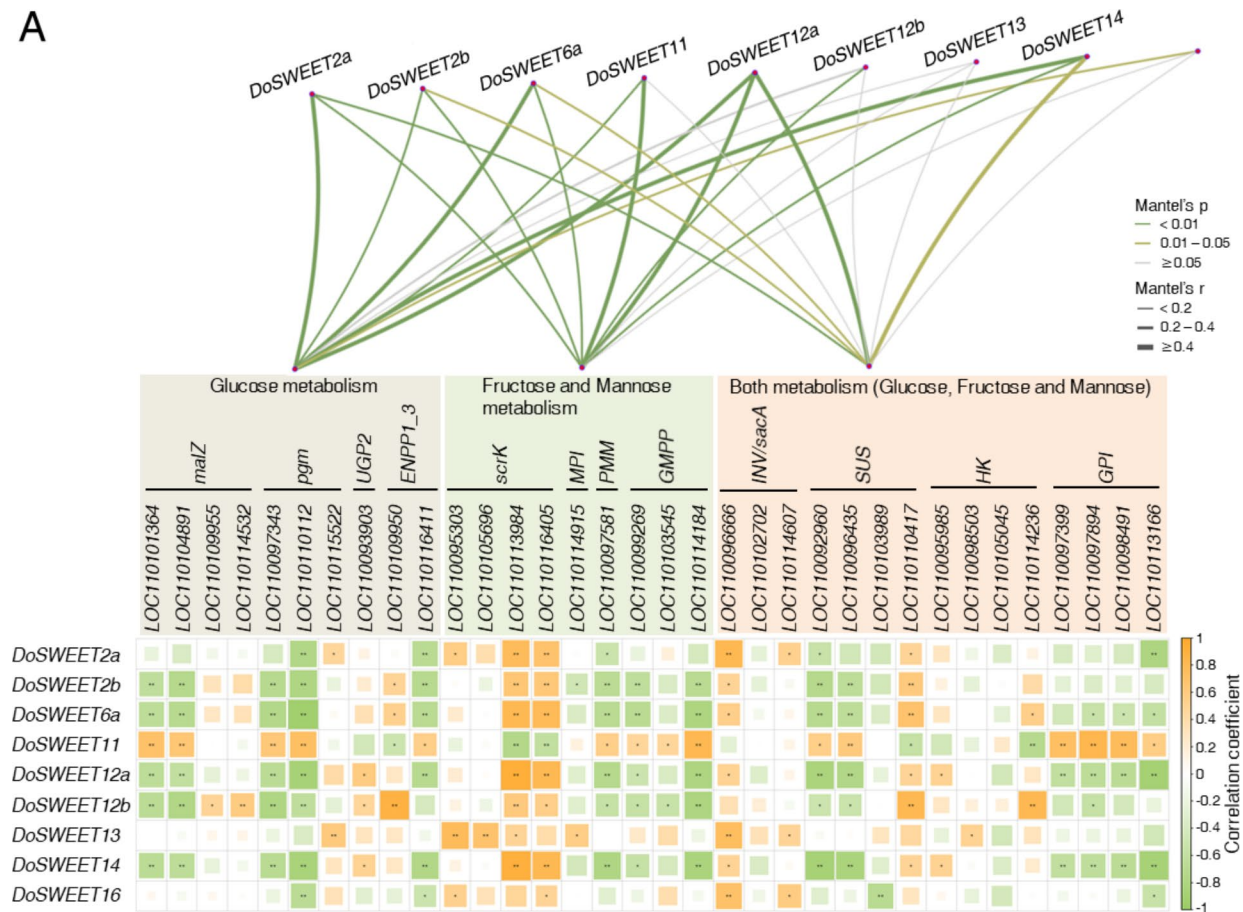 A
DoSWEET2a
DoSWEET2b
DoSWEET6a
DoSWEET11
DoSWEET12a
DoSWEET12b
DoSWEET13
DoSWEET14
Mantel's p
< 0.01
0.01 – 0.05
≥ 0.05
Mantel's r
< 0.2
0.2 – 0.4
≥ 0.4
Glucose metabolism
Fructose and Mannose
metabolism
Both metabolism (Glucose, Fructose and Mannose)
malZ
pgm
UGP2
ENPP1_3
scrK
MPI
PMM
GMPP
INV/sacA
SUS
HK
GPI
LOC110101364
LOC110104891
LOC110109955
LOC110114532
LOC110097343
LOC110110112
LOC110115522
LOC110093903
LOC110109950
LOC110116411
LOC110095303
LOC110105696
LOC110113984
LOC110116405
LOC110114915
LOC110097581
LOC110099269
LOC110103545
LOC110114184
LOC110096666
LOC110102702
LOC110114607
LOC110092960
LOC110096435
LOC110103989
LOC110110417
LOC110095985
LOC110098503
LOC110105045
LOC110114236
LOC110097399
LOC110097894
LOC110098491
LOC110113166
DoSWEET2a
DoSWEET2b
DoSWEET6a
DoSWEET11
DoSWEET12a
DoSWEET12b
DoSWEET13
DoSWEET14
DoSWEET16
1
0.8
0.6
0.4
0.2
0
-0.2
-0.4
-0.6
-0.8
-1
Correlation coefficient